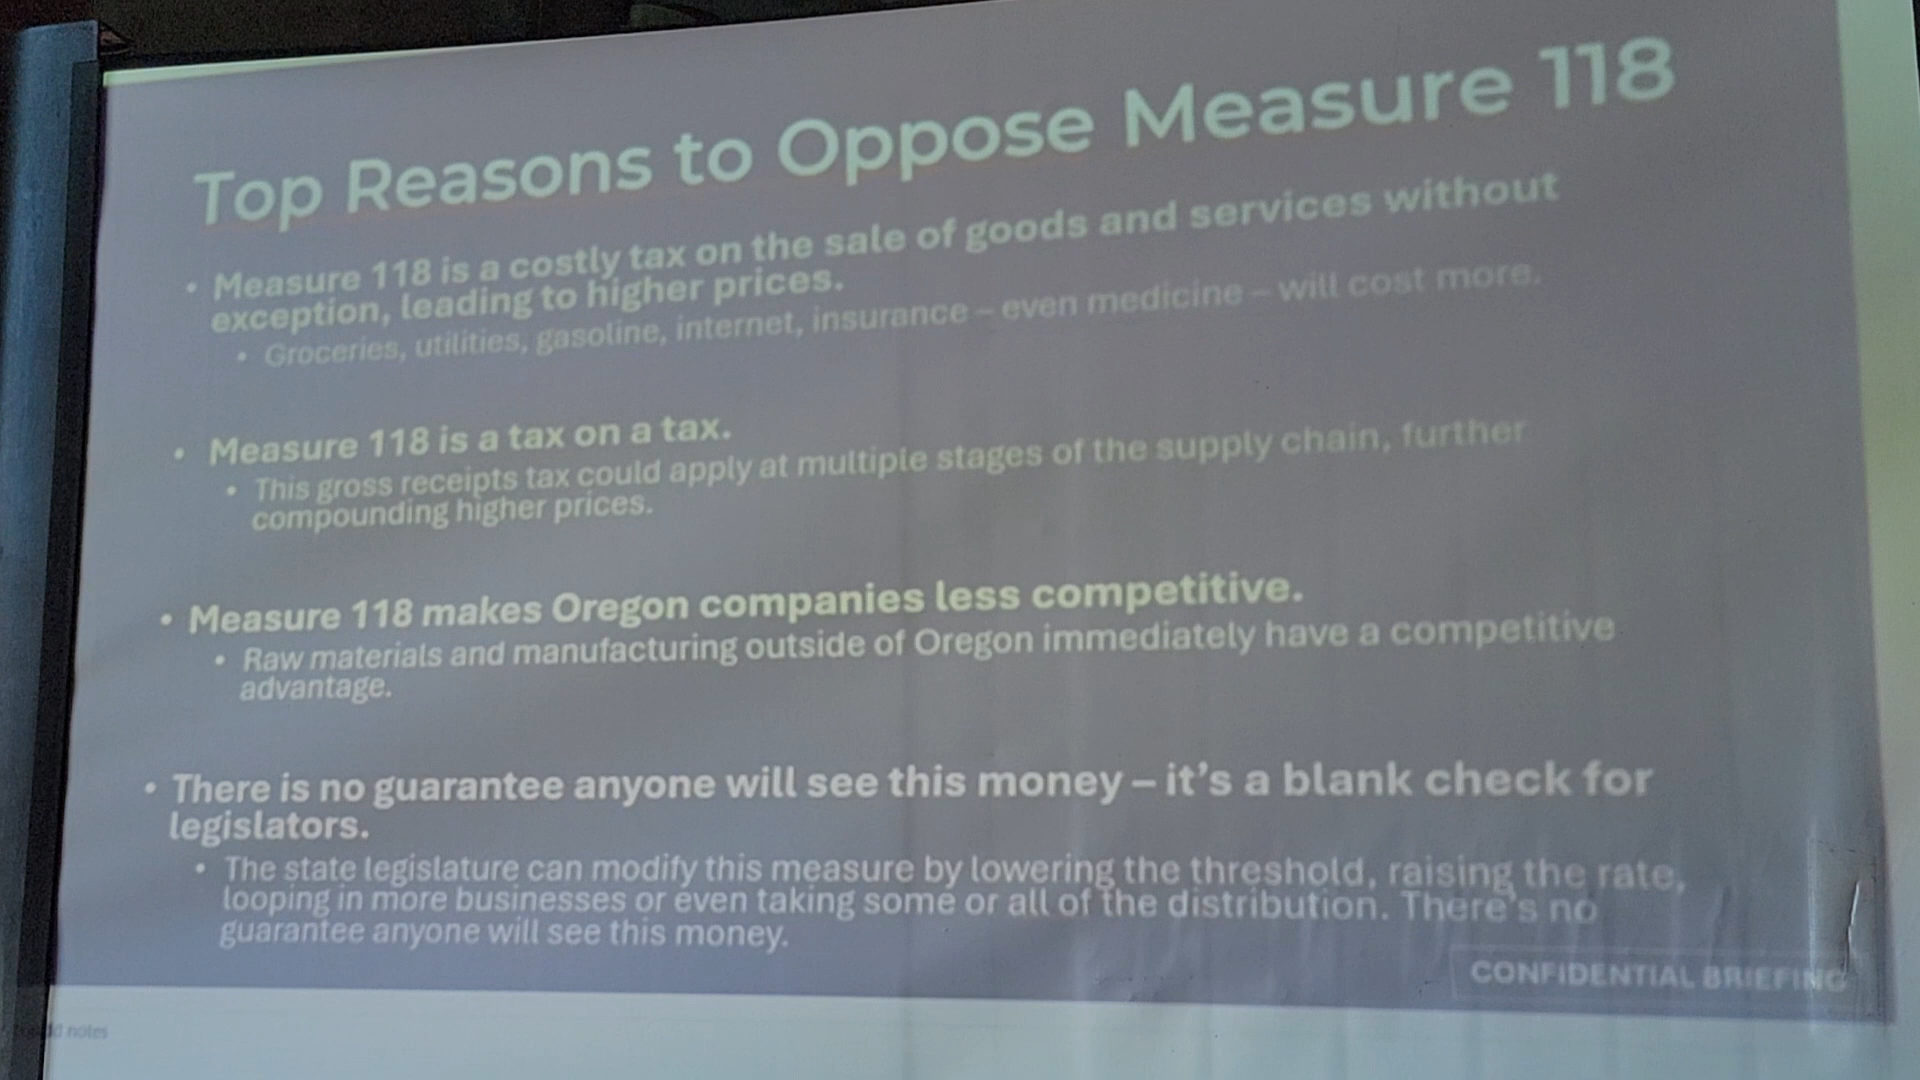 Top Reasons to Oppose Measure 118
• Measure 118 is a costly tax on the sale of goods and services without
exception, leading to higher prices.
• Groceries, utilities, gasoline, internet, insurance – even medicine – will cost more.
• Measure 118 is a tax on a tax.
• This gross receipts tax could apply at multiple stages of the supply chain, further
compounding higher prices.
• Measure 118 makes Oregon companies less competitive.
• Raw materials and manufacturing outside of Oregon immediately have a competitive
advantage.
• There is no guarantee anyone will see this money – it's a blank check for
legislators.
• The state legislature can modify this measure by lowering the threshold, raising the rate,
looping in more businesses or even taking some or all of the distribution. There's no
guarantee anyone will see this money.
CONFIDENTIAL BRIEFING
notes